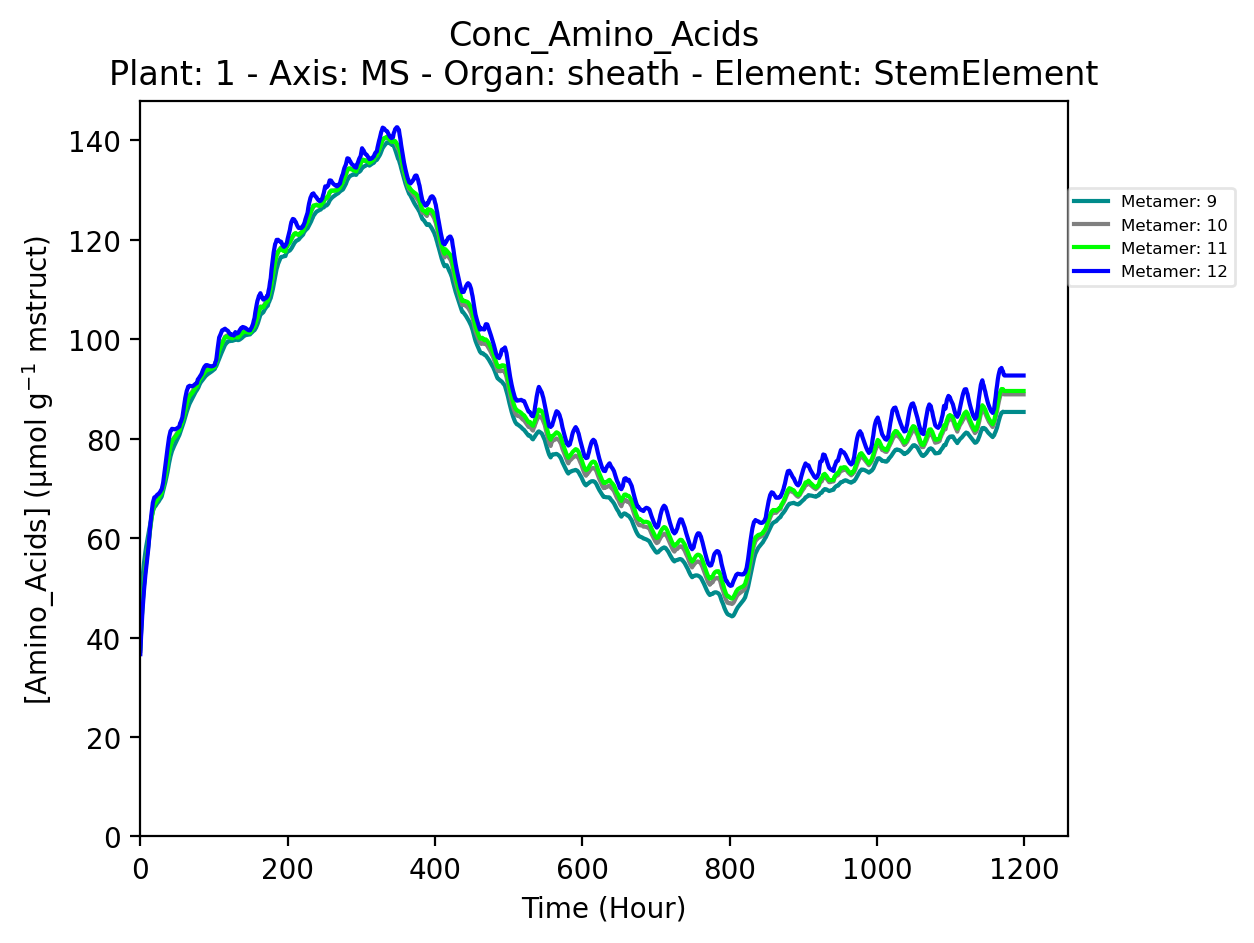 Conc_Amino_Acids
Plant: 1 - Axis: MS - Organ: sheath - Element: StemElement
[Amino_Acids] (µmol g⁻¹ mstruct)
140
120
100
80
60
40
20
0
0 200 400 600 800 1000 1200
Time (Hour)
Metamer: 9
Metamer: 10
Metamer: 11
Metamer: 12